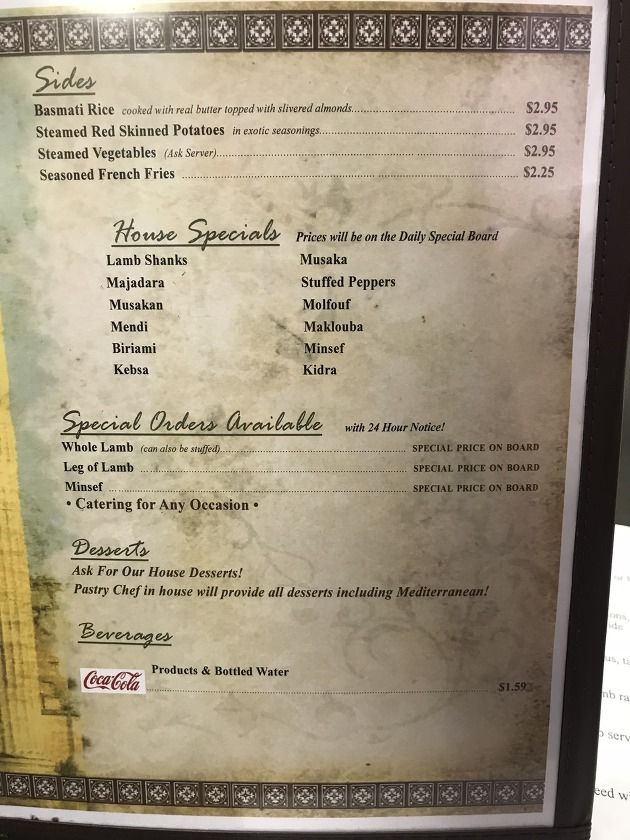 Sides
Basmati Rice cooked with real butter topped with slivered almonds........ $2.95
Steamed Red Skinned Potatoes in exotic seasonings........ $2.95
Steamed Vegetables (Ask Server)........ $2.95
Seasoned French Fries ........ $2.25
House Specials Prices will be on the Daily Special Board
Lamb Shanks Musaka
Majadara Stuffed Peppers
Musakan Molfouf
Mendi Maklouba
Biriami Minsef
Kebsa Kidra
Special Orders Available with 24 Hour Notice!
Whole Lamb (can also be stuffed)........ SPECIAL PRICE ON BOARD
Leg of Lamb ........ SPECIAL PRICE ON BOARD
Minsef ........ SPECIAL PRICE ON BOARD
• Catering for Any Occasion •
Desserts
Ask For Our House Desserts!
Pastry Chef in house will provide all desserts including Mediterranean!
Beverages
Coca-Cola Products & Bottled Water
........ $1.59